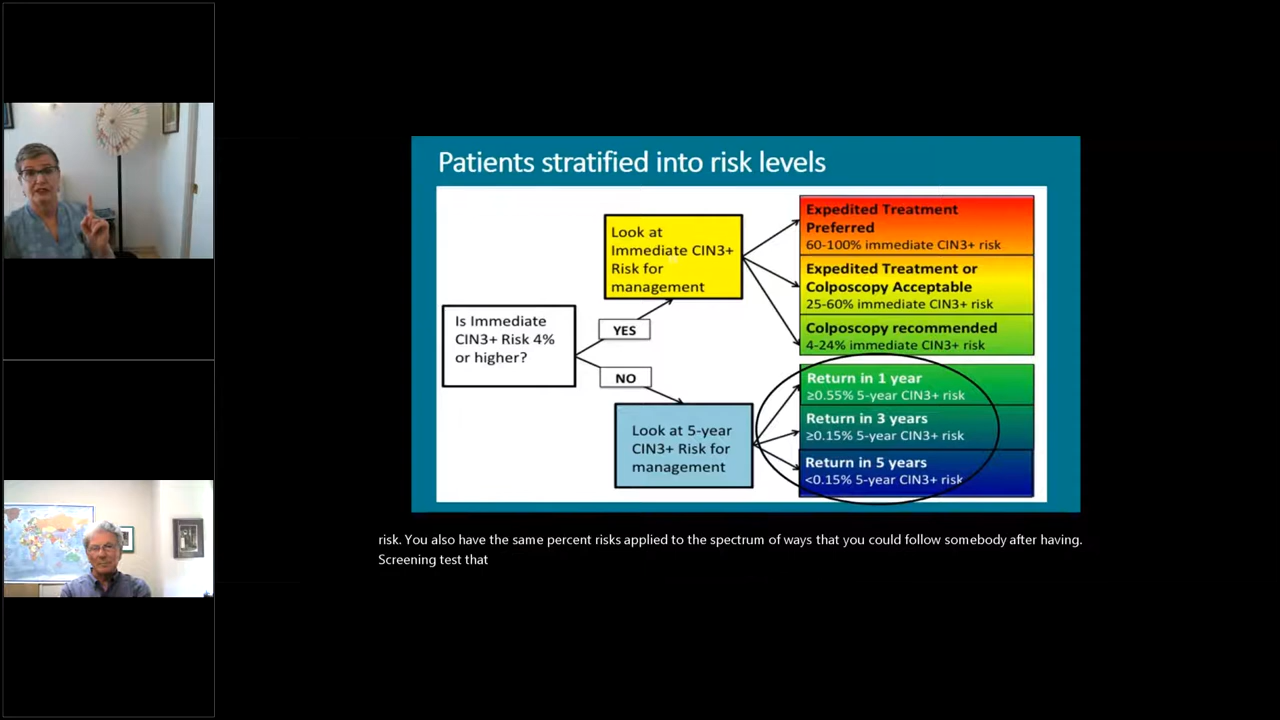 Patients stratified into risk levels
Is Immediate
CIN3+ Risk 4%
or higher?
YES
NO
Look at
Immediate CIN3+
Risk for
management
Look at 5-year
CIN3+ Risk for
management
Expedited Treatment
Preferred
60-100% immediate CIN3+ risk
Expedited Treatment or
Colposcopy Acceptable
25-60% immediate CIN3+ risk
Colposcopy recommended
4-24% immediate CIN3+ risk
Return in 1 year
≥0.55% 5-year CIN3+ risk
Return in 3 years
≥0.15% 5-year CIN3+ risk
Return in 5 years
<0.15% 5-year CIN3+ risk
risk. You also have the same percent risks applied to the spectrum of ways that you could follow somebody after having.
Screening test that